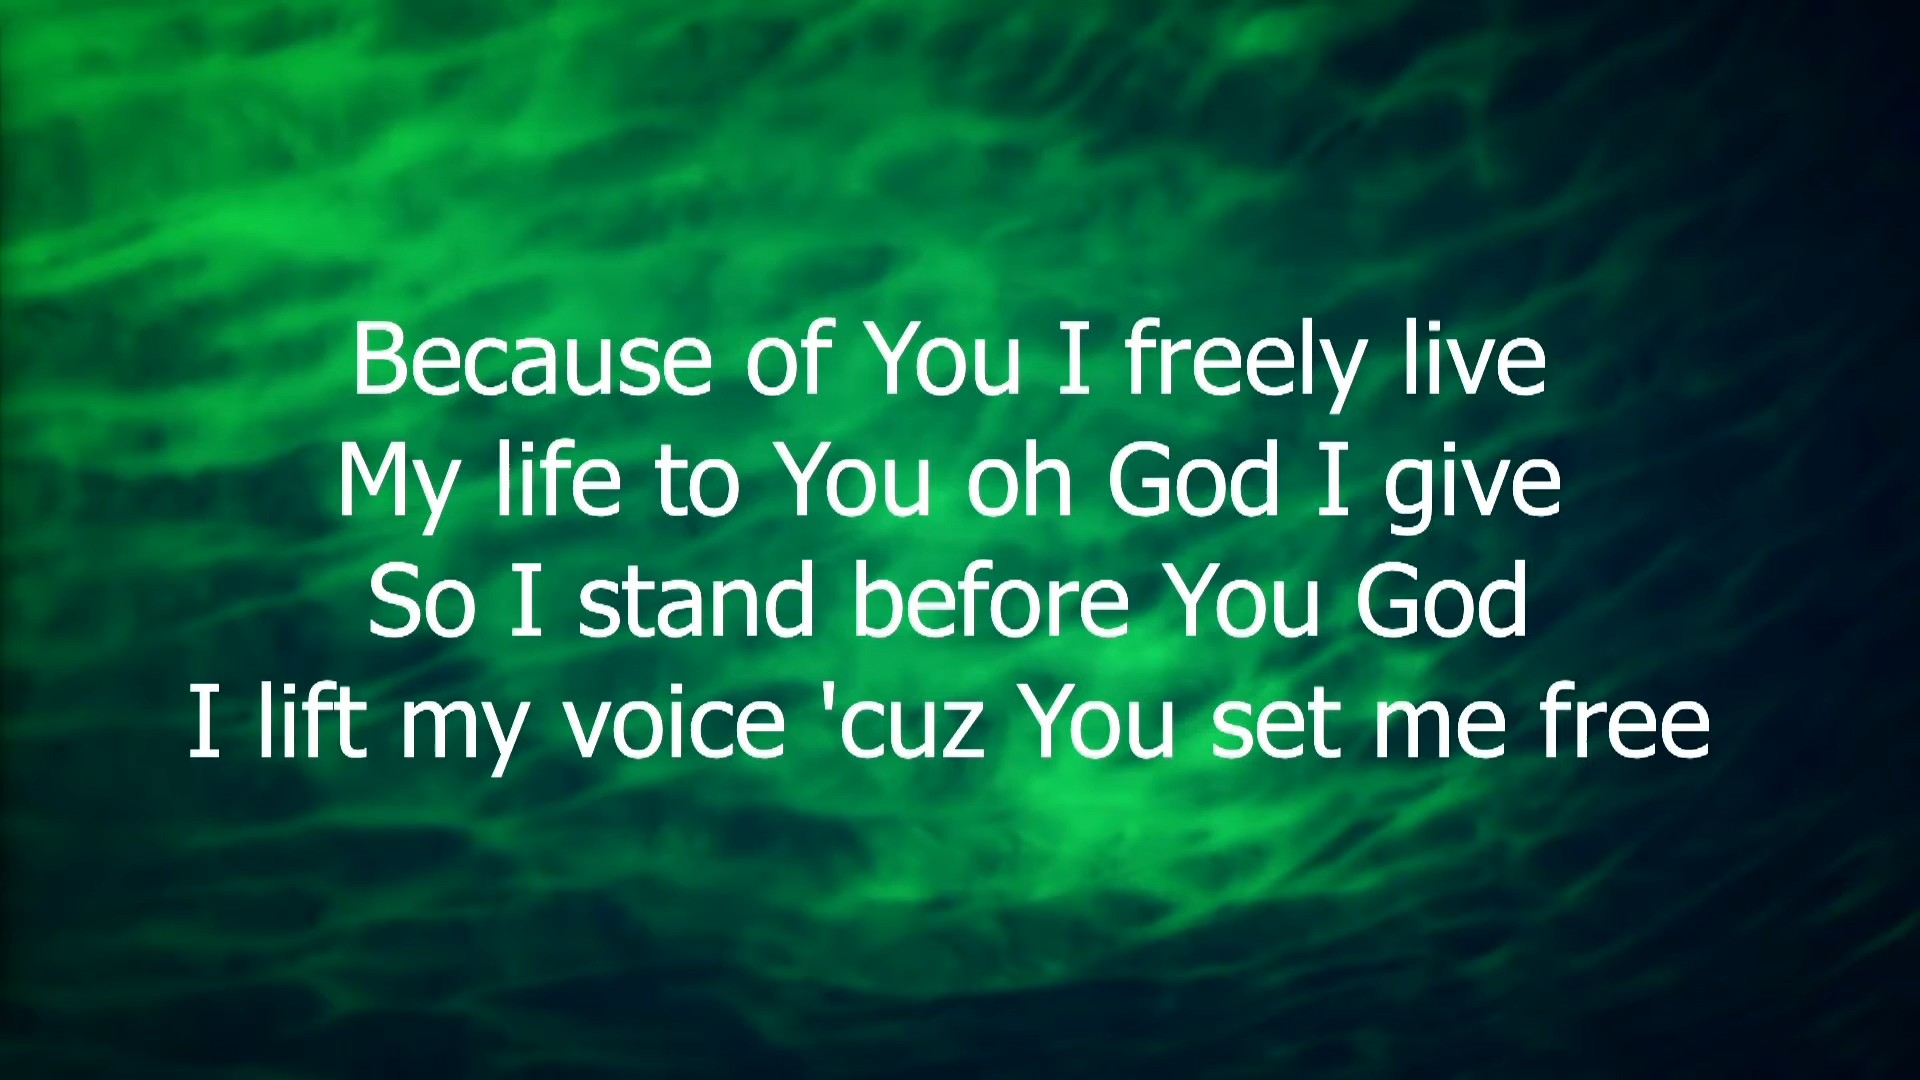 Because of You I freely live
My life to You oh God I give
So I stand before You God
I lift my voice 'cuz You set me free